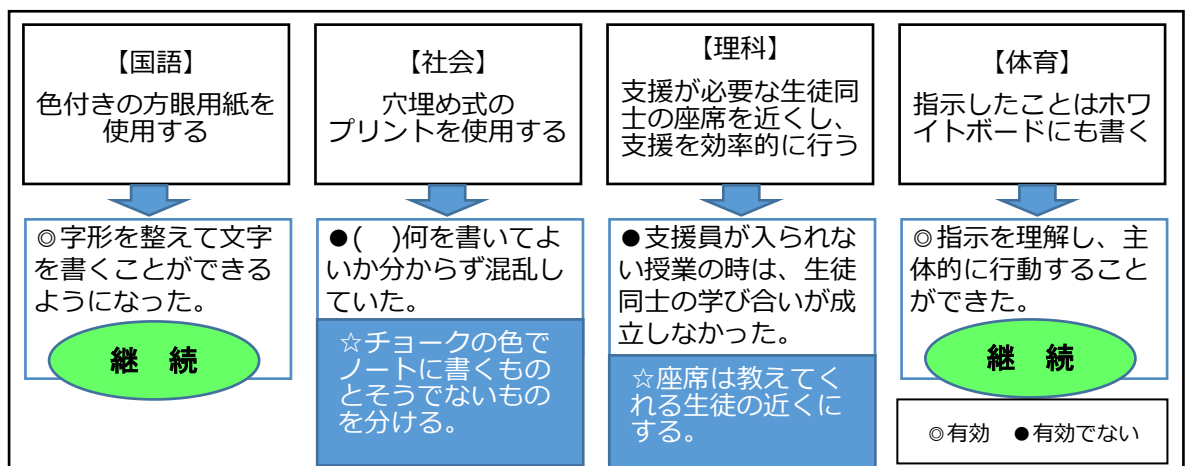 【国語】
色付きの方眼用紙を
使用する
◎字形を整えて文字
を書くことができる
ようになった。
継 続
【社会】
穴埋め式の
プリントを使用する
●( )何を書いてよ
いか分からず混乱し
ていた。
☆チョークの色で
ノートに書くもの
とそうでないもの
を分ける。
【理科】
支援が必要な生徒同
士の座席を近くし、
支援を効率的に行う
●支援員が入られな
い授業の時は、生徒
同士の学び合いが成
立しなかった。
☆座席は教えてく
れる生徒の近くに
する。
【体育】
指示したことはホワ
イトボードにも書く
◎指示を理解し、主
体的に行動すること
ができた。
継 続
◎有効 ●有効でない